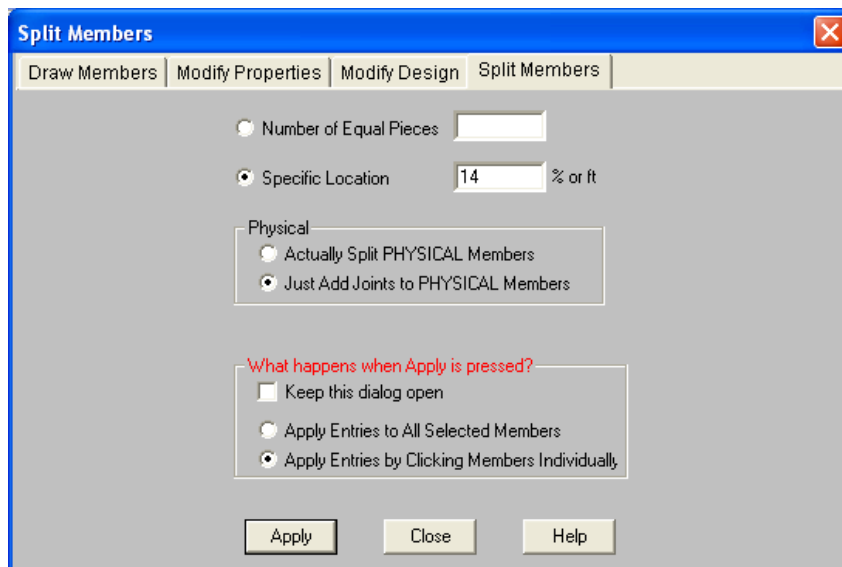 Split Members
Draw Members Modify Properties Modify Design Split Members
Number of Equal Pieces
Specific Location 14 % or ft
Physical
Actually Split PHYSICAL Members
Just Add Joints to PHYSICAL Members
What happens when Apply is pressed?
Keep this dialog open
Apply Entries to All Selected Members
Apply Entries by Clicking Members Individually
Apply Close Help